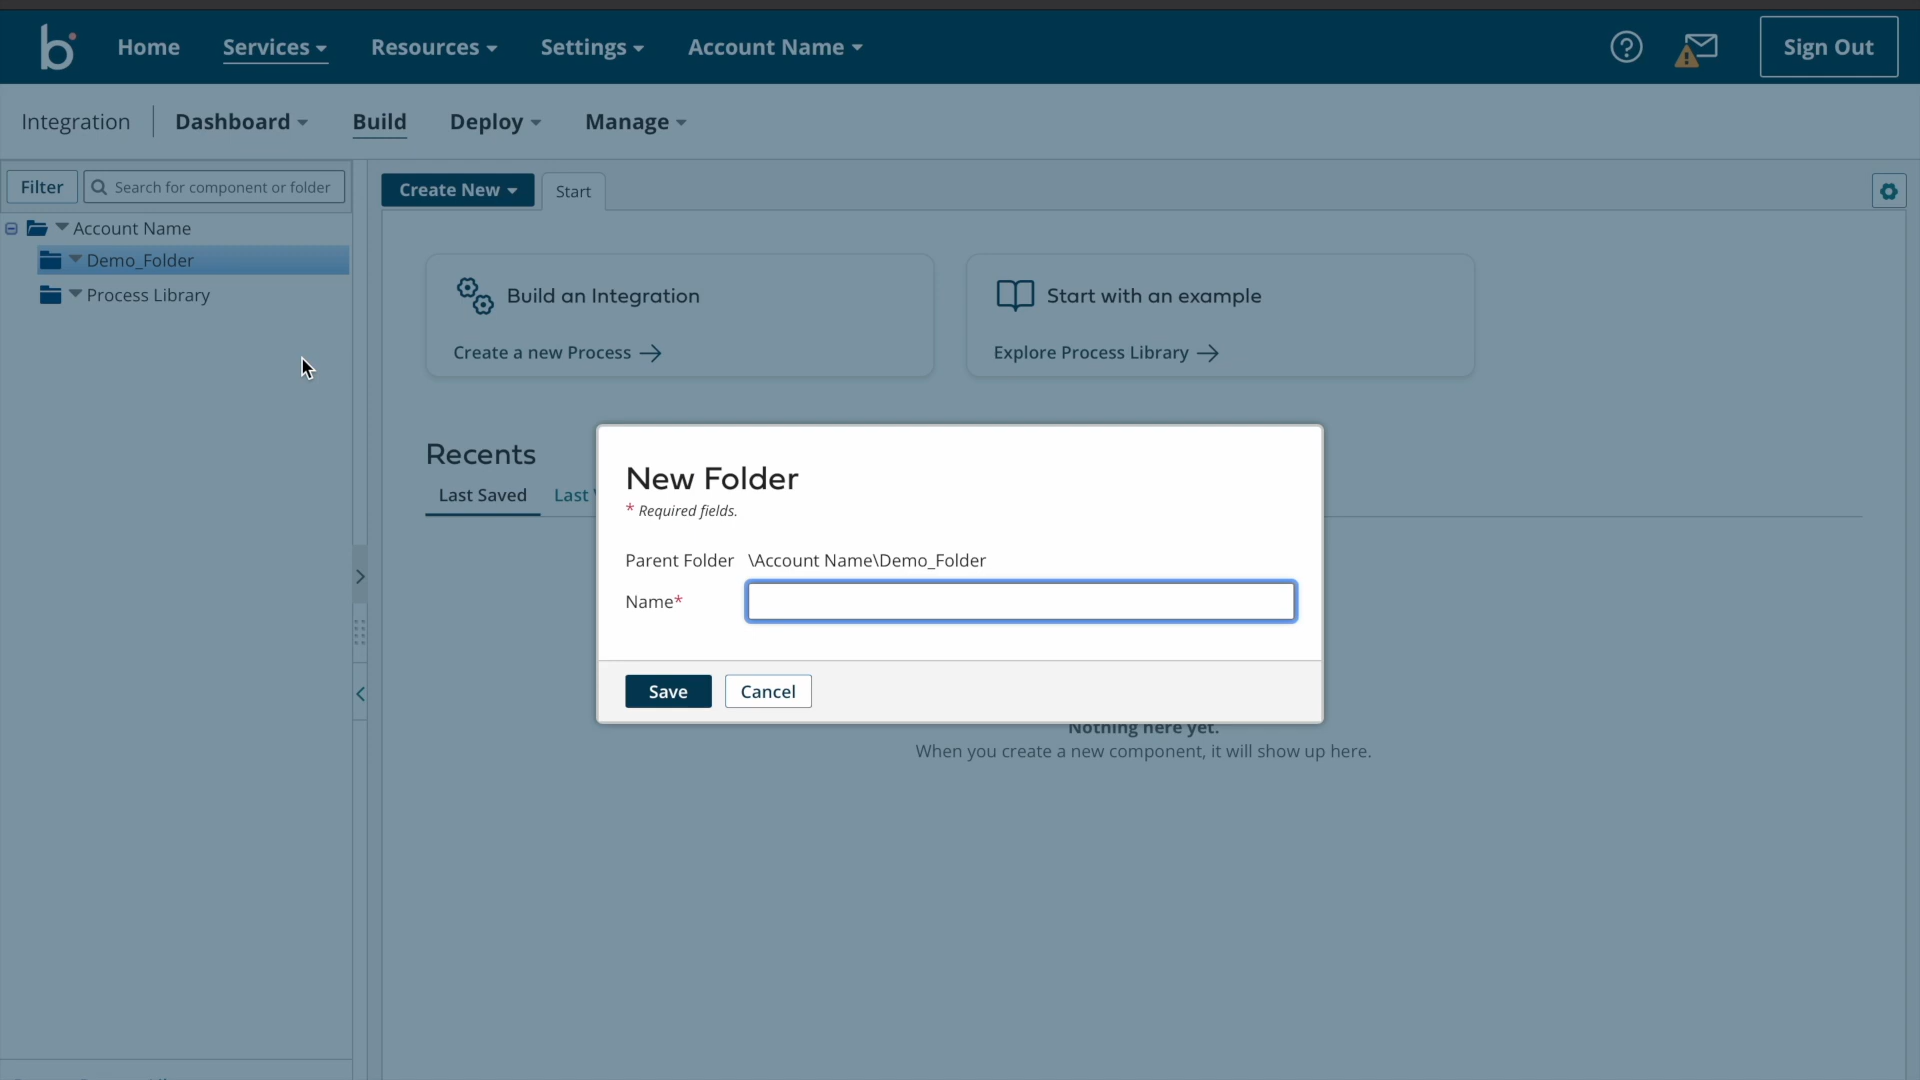 b Home Services Resources Settings Account Name Sign Out
Integration Dashboard Build Deploy Manage
Filter Search for component or folder
Create New Start
Account Name
Demo_Folder
Process Library
Build an Integration
Create a new Process
Start with an example
Explore Process Library
Recents
Last Saved Last
New Folder
* Required fields.
Parent Folder \Account Name\Demo_Folder
Name*
Save Cancel
Nothing here yet.
When you create a new component, it will show up here.